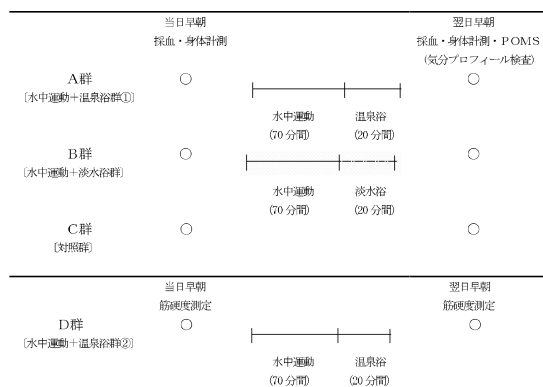 当日早朝 翌日早朝
採血・身体計測 採血・身体計測・POMS
(気分プロフィール検査)
A群 ○ ○
〔水中運動＋温泉浴群①〕
水中運動 温泉浴
(70分間) (20分間)
B群 ○ ○
〔水中運動＋淡水浴群〕
水中運動 淡水浴
(70分間) (20分間)
C群 ○ ○
〔対照群〕
当日早朝 翌日早朝
筋硬度測定 筋硬度測定
D群 ○ ○
〔水中運動＋温泉浴群②〕
水中運動 温泉浴
(70分間) (20分間)